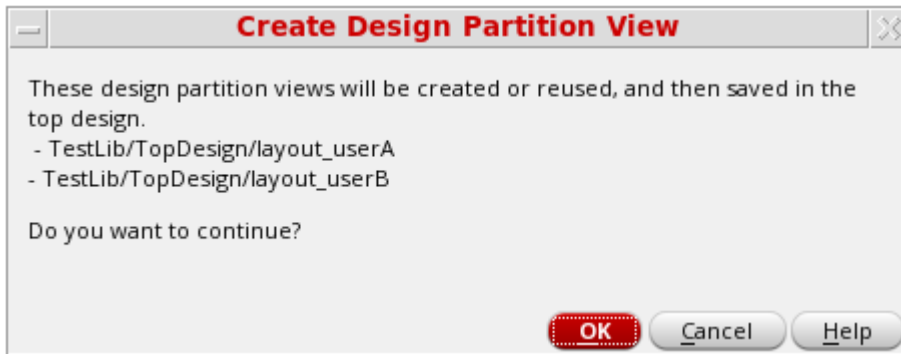 Create Design Partition View
These design partition views will be created or reused, and then saved in the
top design.
- TestLib/TopDesign/layout_userA
- TestLib/TopDesign/layout_userB
Do you want to continue?
OK Cancel Help